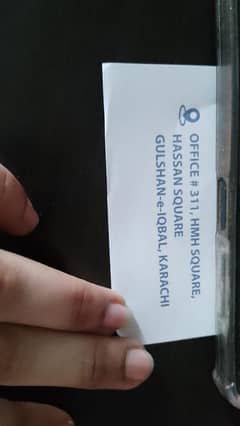 OFFICE # 311, HMH SQUARE,
HASSAN SQUARE
GULSHAN-e-IQBAL, KARACHI